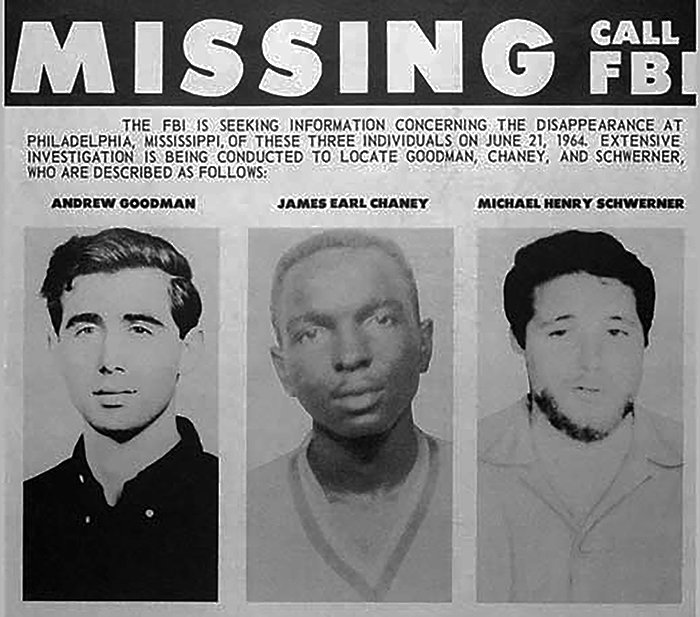 MISSING CALL
FBI
THE FBI IS SEEKING INFORMATION CONCERNING THE DISAPPEARANCE AT
PHILADELPHIA, MISSISSIPPI, OF THESE THREE INDIVIDUALS ON JUNE 21, 1964. EXTENSIVE
INVESTIGATION IS BEING CONDUCTED TO LOCATE GOODMAN, CHANEY, AND SCHWERNER,
WHO ARE DESCRIBED AS FOLLOWS:
ANDREW GOODMAN JAMES EARL CHANEY MICHAEL HENRY SCHWERNER